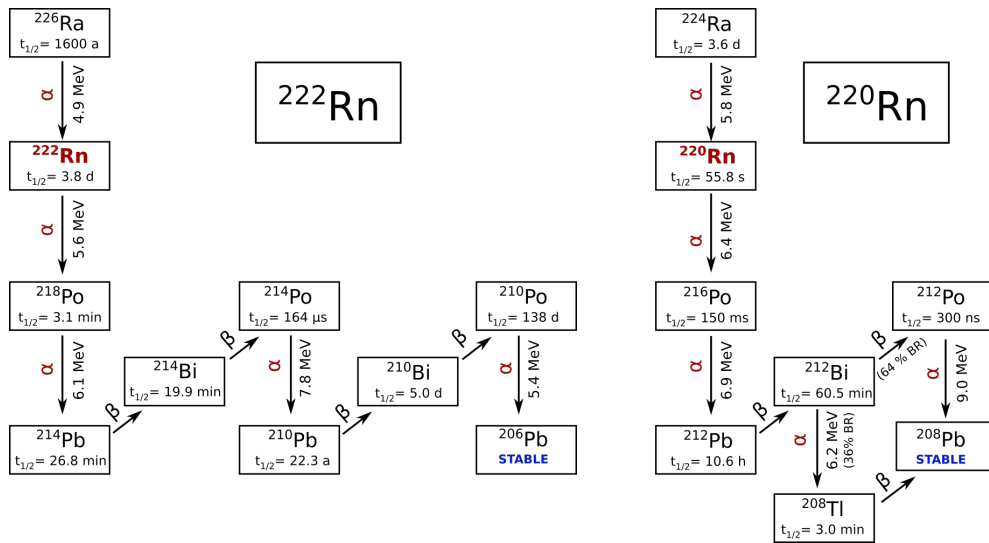 ²²⁶Ra
t₁/₂= 1600 a
α
4.9 MeV
²²²Rn
²²²Rn
t₁/₂= 3.8 d
α
5.6 MeV
²¹⁸Po
t₁/₂= 3.1 min
α
6.1 MeV
²¹⁴Pb
t₁/₂= 26.8 min
β
²¹⁴Bi
t₁/₂= 19.9 min
β
²¹⁴Po
t₁/₂= 164 μs
α
7.8 MeV
²¹⁰Pb
t₁/₂= 22.3 a
β
²¹⁰Bi
t₁/₂= 5.0 d
β
²¹⁰Po
t₁/₂= 138 d
α
5.4 MeV
²⁰⁶Pb
STABLE
²²⁴Ra
t₁/₂= 3.6 d
α
5.8 MeV
²²⁰Rn
²²⁰Rn
t₁/₂= 55.8 s
α
6.4 MeV
²¹⁶Po
t₁/₂= 150 ms
α
6.9 MeV
²¹²Pb
t₁/₂= 10.6 h
β
²¹²Bi
t₁/₂= 60.5 min
β
(64 % BR)
²¹²Po
t₁/₂= 300 ns
α
9.0 MeV
²⁰⁸Pb
STABLE
α
6.2 MeV
(36% BR)
²⁰⁸Tl
t₁/₂= 3.0 min
β